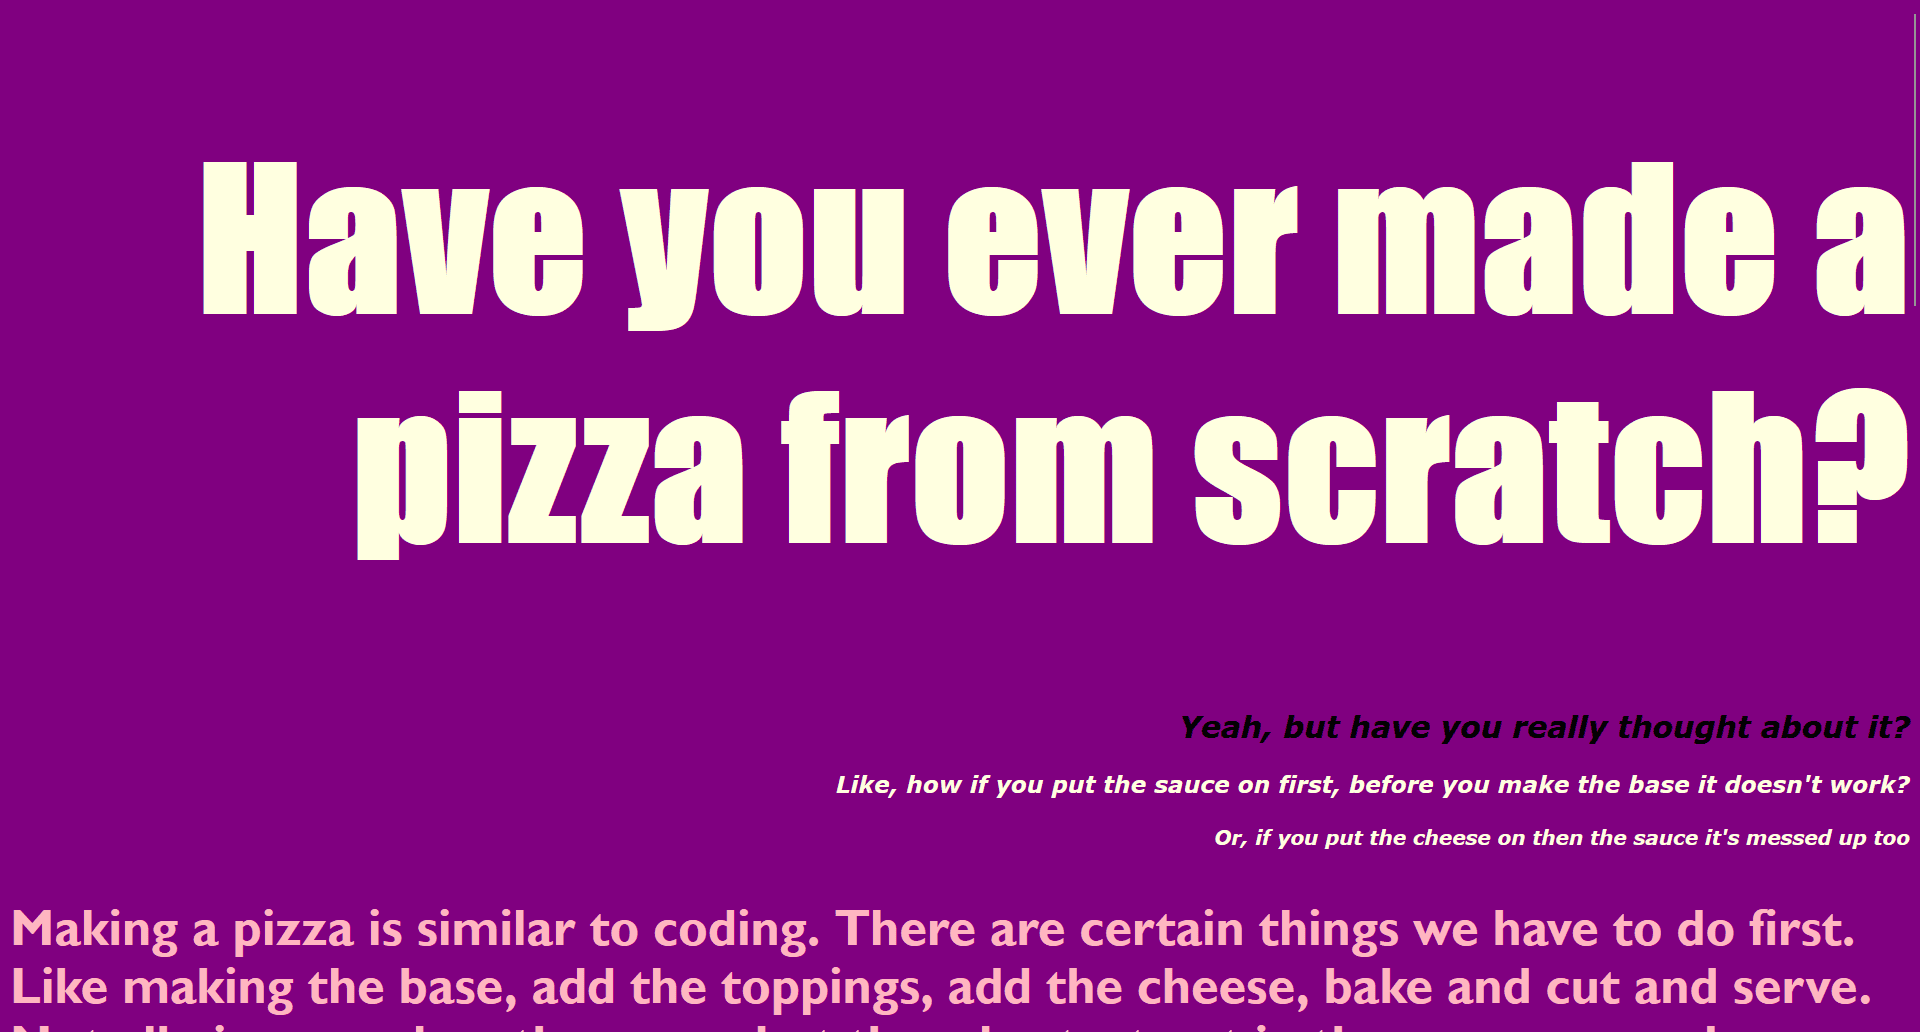 Have you ever made a
pizza from scratch?
Yeah, but have you really thought about it?
Like, how if you put the sauce on first, before you make the base it doesn't work?
Or, if you put the cheese on then the sauce it's messed up too
Making a pizza is similar to coding. There are certain things we have to do first.
Like making the base, add the toppings, add the cheese, bake and cut and serve.